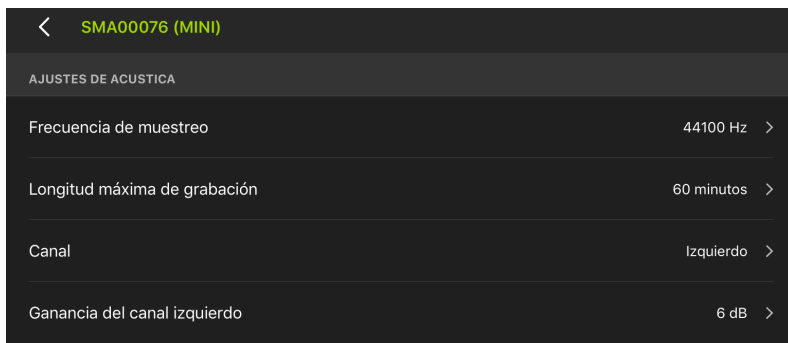 SMA00076 (MINI)
AJUSTES DE ACUSTICA
Frecuencia de muestreo 44100 Hz
Longitud máxima de grabación 60 minutos
Canal Izquierdo
Ganancia del canal izquierdo 6 dB